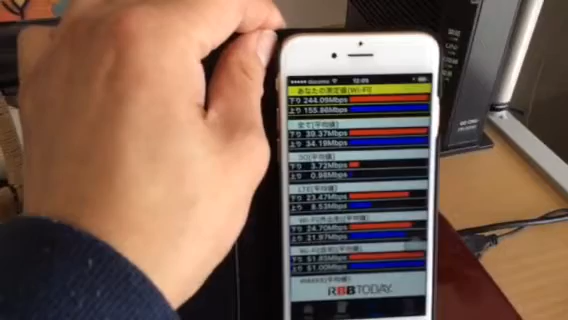 docomo 12:05
あなたの測定値(Wi-Fi)
下り 244.09Mbps
上り 155.86Mbps
全て(平均値)
下り 39.37Mbps
上り 34.19Mbps
3G(平均値)
下り 3.72Mbps
上り 0.98Mbps
LTE(平均値)
下り 23.47Mbps
上り 8.53Mbps
下り 24.70Mbps
上り 21.97Mbps
下り 51.85Mbps
上り 51.00Mbps
RBB TODAY